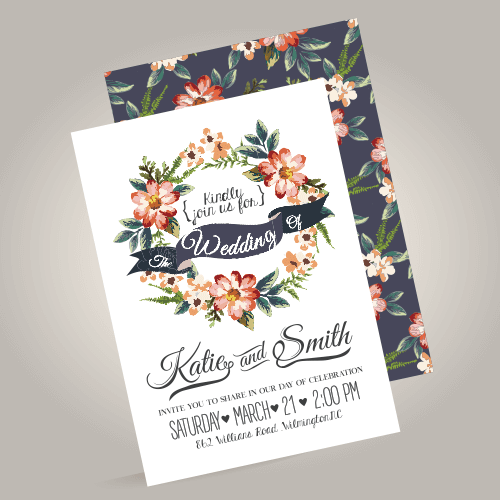 Kindly
{join us for}
The Wedding Of
Katie and Smith
INVITE YOU TO SHARE IN OUR DAY OF CELEBRATION
SATURDAY ♥ MARCH ♥ 21 ♥ 2:00 PM
862 Willians Road, Wilmington,NC